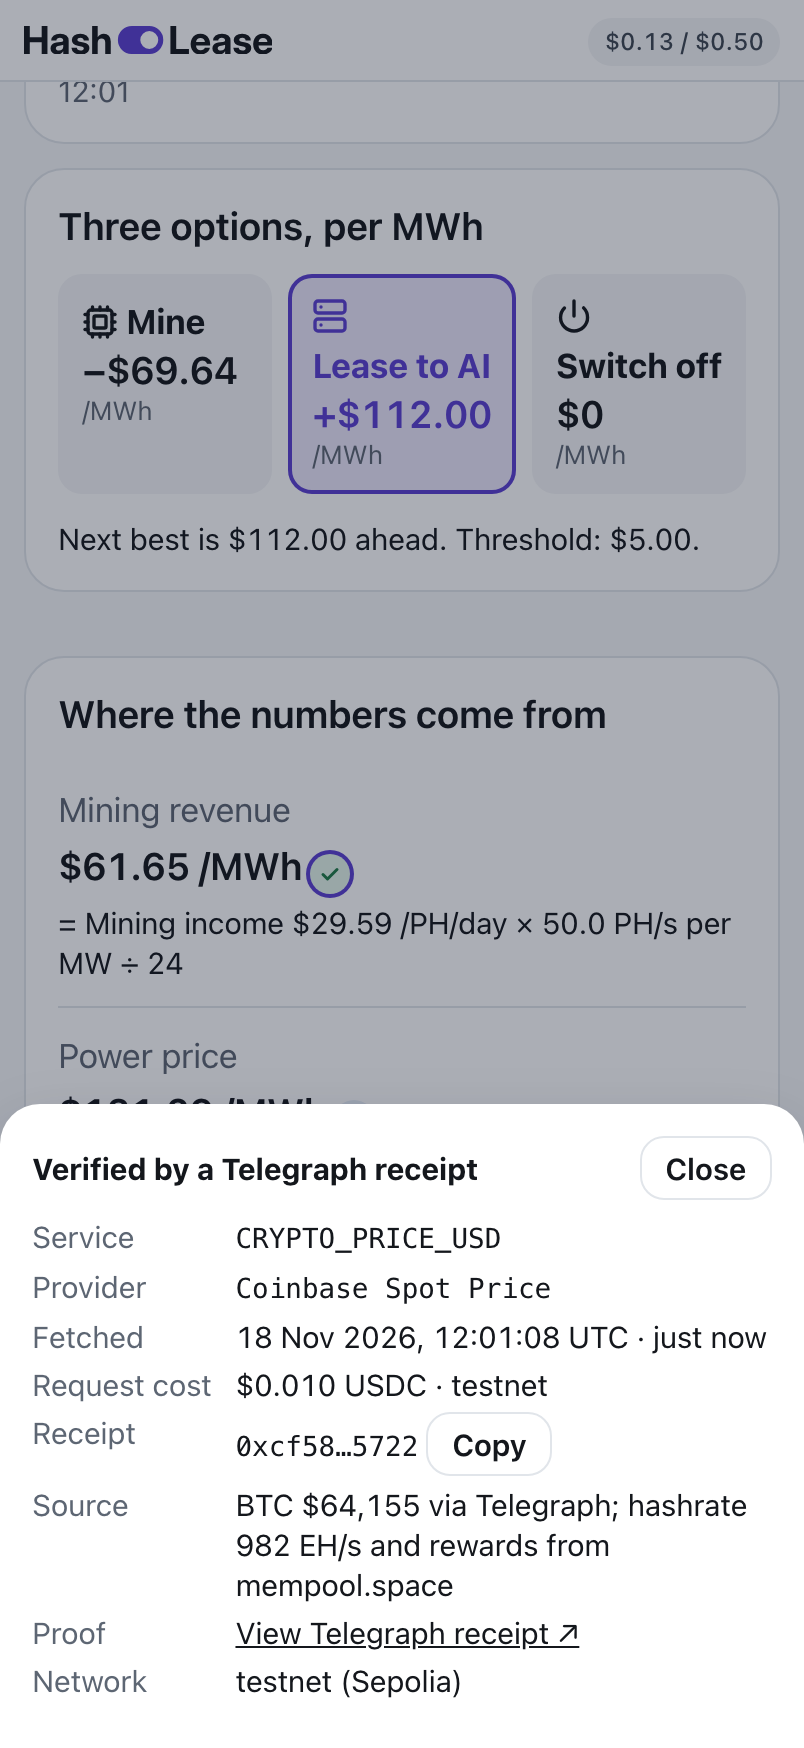 Hash Lease
$0.13 / $0.50
12:01
Three options, per MWh
Mine
−$69.64
/MWh
Lease to AI
+$112.00
/MWh
Switch off
$0
/MWh
Next best is $112.00 ahead. Threshold: $5.00.
Where the numbers come from
Mining revenue
$61.65 /MWh
= Mining income $29.59 /PH/day × 50.0 PH/s per
MW ÷ 24
Power price
Verified by a Telegraph receipt
Close
Service CRYPTO_PRICE_USD
Provider Coinbase Spot Price
Fetched 18 Nov 2026, 12:01:08 UTC · just now
Request cost $0.010 USDC · testnet
Receipt 0xcf58…5722 Copy
Source BTC $64,155 via Telegraph; hashrate
982 EH/s and rewards from
mempool.space
Proof View Telegraph receipt ↗
Network testnet (Sepolia)